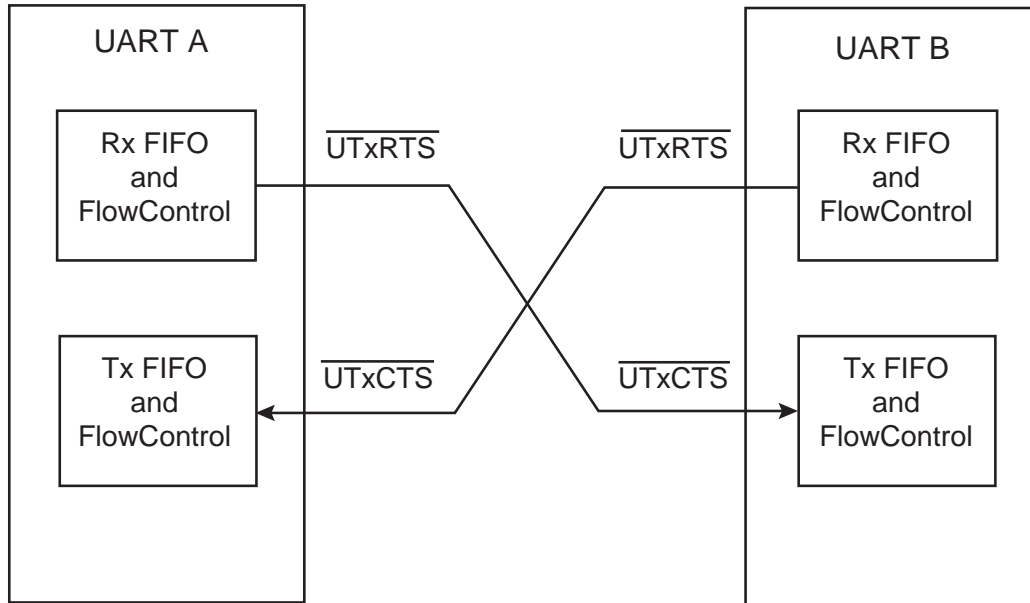 UART A
Rx FIFO
and
FlowControl
Tx FIFO
and
FlowControl
UTxRTS
UTxCTS
UTxRTS
UTxCTS
UART B
Rx FIFO
and
FlowControl
Tx FIFO
and
FlowControl